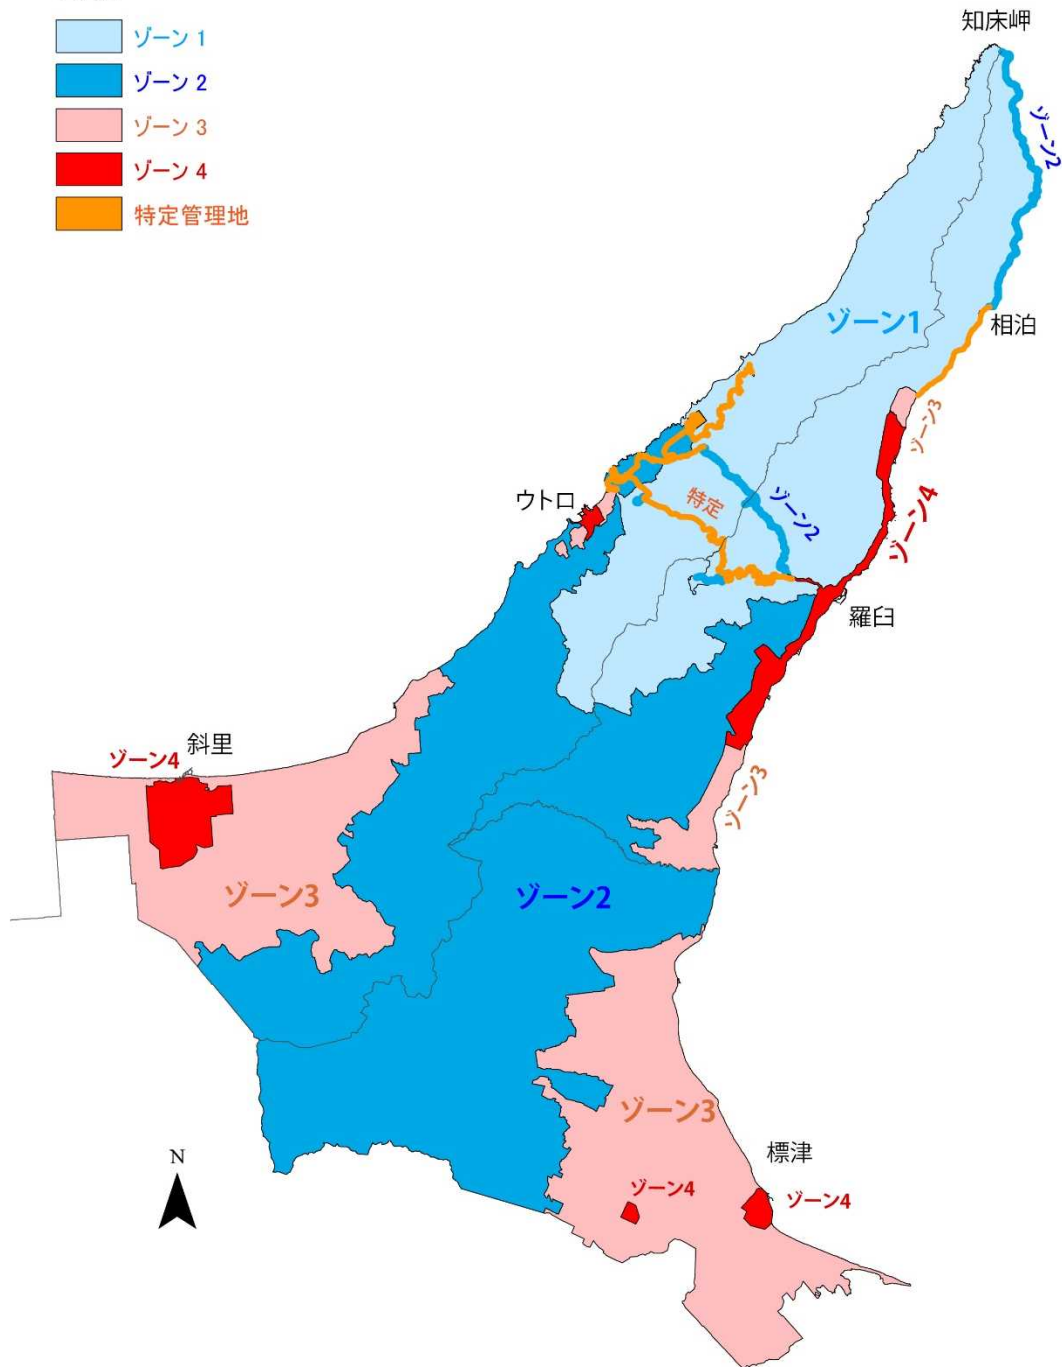 ゾーン 1
ゾーン 2
ゾーン 3
ゾーン 4
特定管理地
知床岬
ゾーン2
ゾーン1
相泊
ゾーン3
ウトロ
特定
ゾーン2
ゾーン4
羅臼
斜里
ゾーン4
ゾーン3
ゾーン3
ゾーン2
ゾーン3
標津
ゾーン4
ゾーン4
N